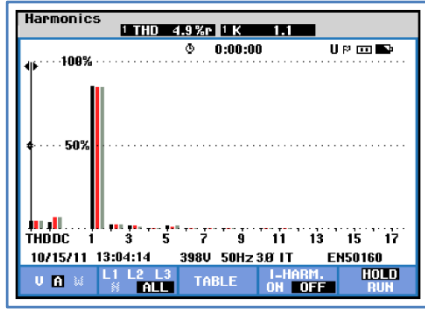 Harmonics
1 THD 4.9%r 1 K 1.1
0:00:00 U
100%
50%
THDDC 1 3 5 7 9 11 13 15 17
10/15/11 13:04:14 398V 50Hz 3Ø IT EN50160
V A W L1 L2 L3 N ALL TABLE I-HARM. ON OFF HOLD RUN